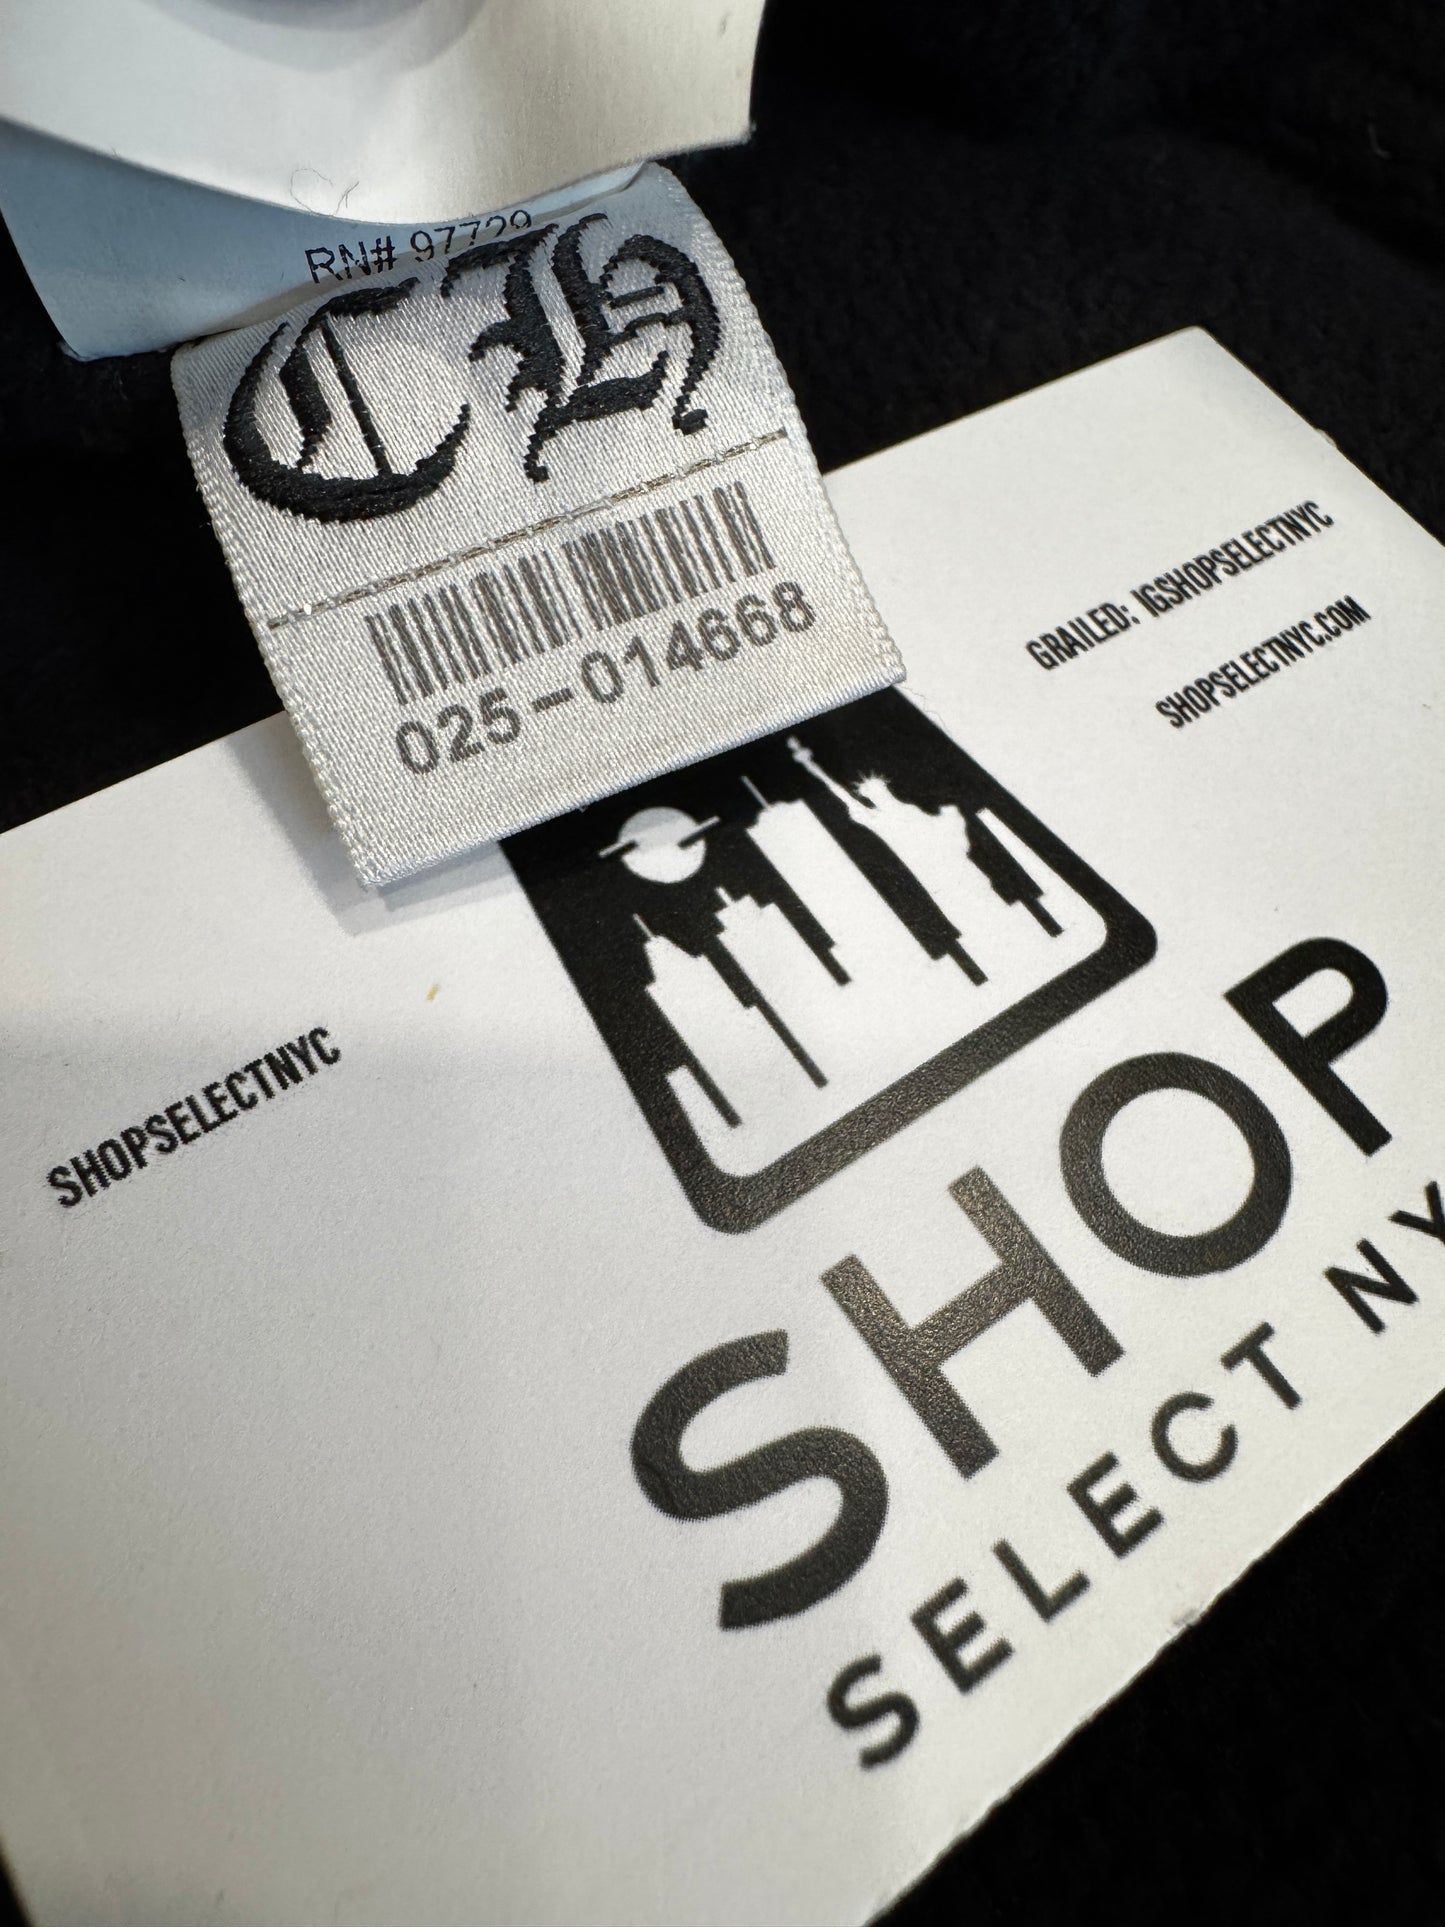 RN# 97729
CH
025-014668
GRAILED: IGSHOPSELECTNYC
SHOPSELECTNYC.COM
SHOPSELECTNYC
SHOP
SELECT NY